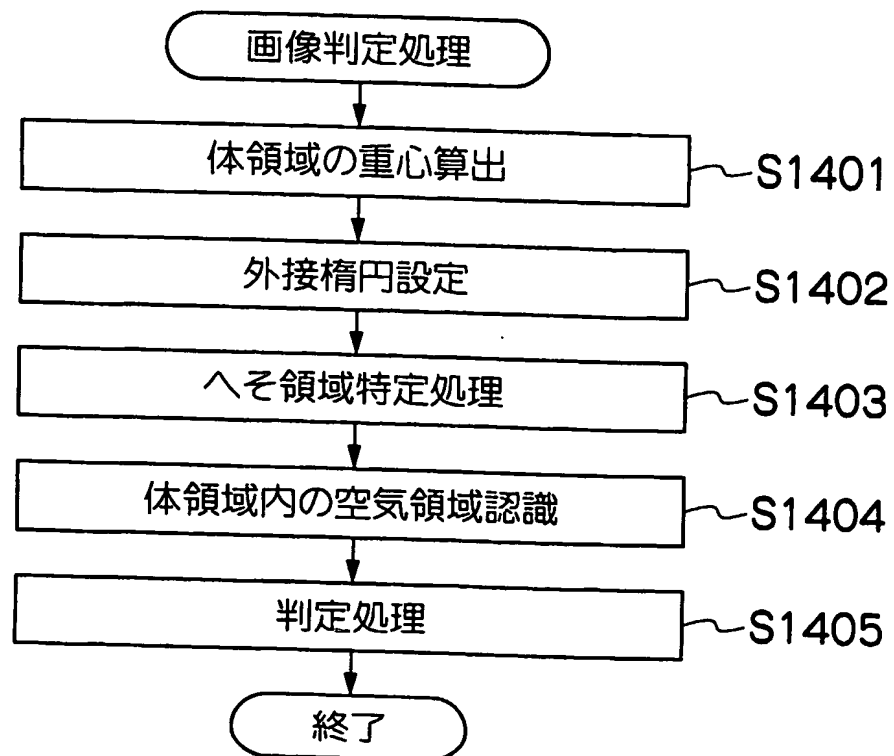 画像判定処理
体領域の重心算出
S1401
外接楕円設定
S1402
へそ領域特定処理
S1403
体領域内の空気領域認識
S1404
判定処理
S1405
終了